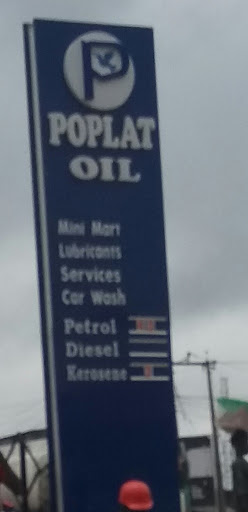 P
POPLAT
OIL
Mini Mart
Lubricants
Services
Car Wash
Petrol
Diesel
Kerosene